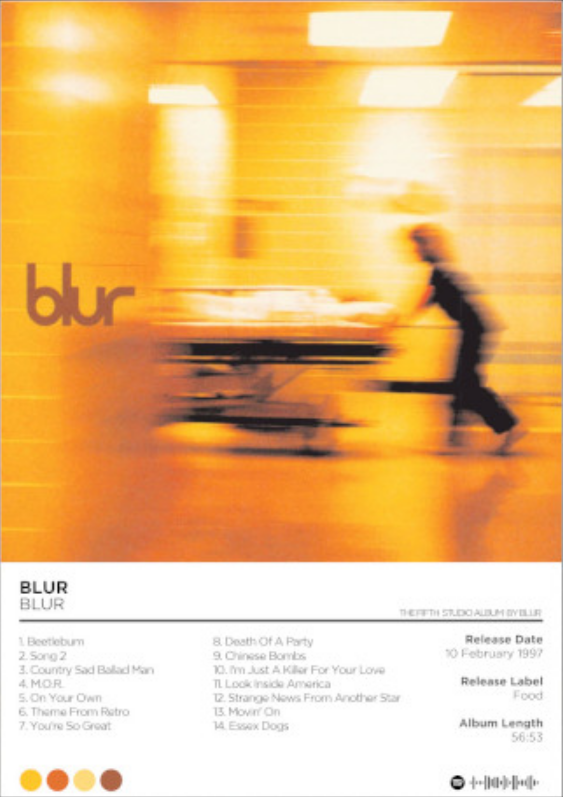 blur
BLUR
BLUR
THE FIFTH STUDIO ALBUM BY BLUR
1. Beetlebum
2. Song 2
3. Country Sad Ballad Man
4. M.O.R.
5. On Your Own
6. Theme From Retro
7. You're So Great
8. Death Of A Party
9. Chinese Bombs
10. I'm Just A Killer For Your Love
11. Look Inside America
12. Strange News From Another Star
13. Movin' On
14. Essex Dogs
Release Date
10 February 1997
Release Label
Food
Album Length
56:53